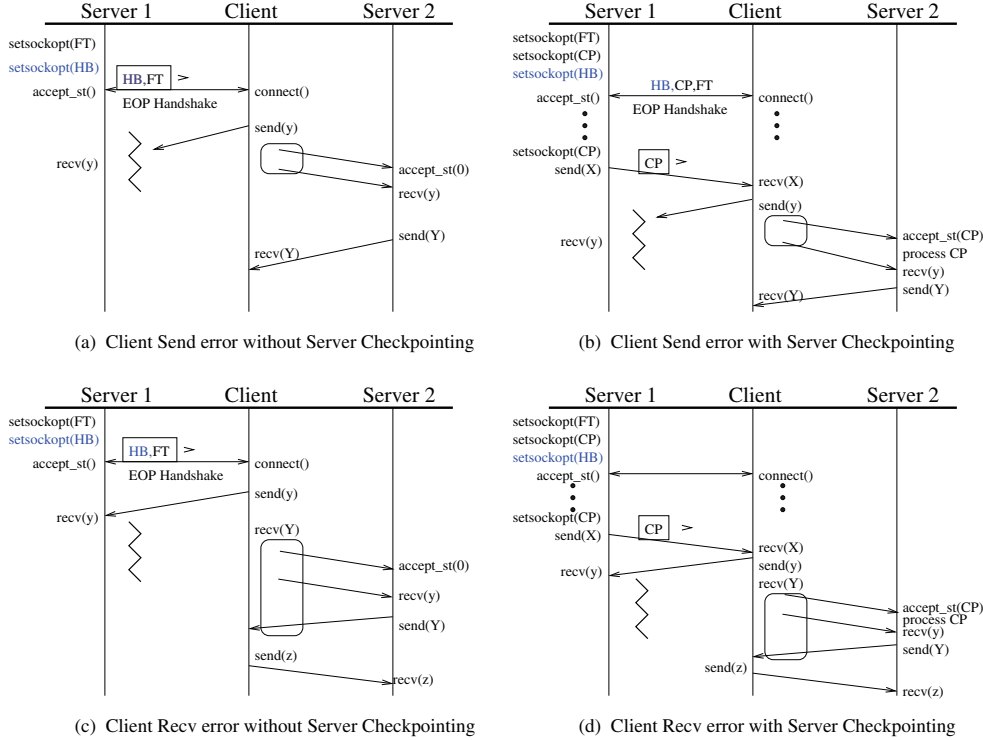 Server 1 Client Server 2
setsockopt(FT)
setsockopt(HB)
HB,FT >
accept_st() connect()
EOP Handshake
send(y)
recv(y) accept_st(0)
recv(y)
send(Y)
recv(Y)
(a) Client Send error without Server Checkpointing
Server 1 Client Server 2
setsockopt(FT)
setsockopt(CP)
setsockopt(HB)
HB,CP,FT
accept_st() connect()
EOP Handshake
setsockopt(CP)
send(X) CP >
recv(X)
send(y)
recv(y) accept_st(CP)
process CP
recv(y)
send(Y)
recv(Y)
(b) Client Send error with Server Checkpointing
Server 1 Client Server 2
setsockopt(FT)
setsockopt(HB)
HB,FT >
accept_st() connect()
EOP Handshake
send(y)
recv(y)
recv(Y)
accept_st(0)
recv(y)
send(Y)
send(z)
recv(z)
(c) Client Recv error without Server Checkpointing
Server 1 Client Server 2
setsockopt(FT)
setsockopt(CP)
setsockopt(HB)
accept_st() connect()
setsockopt(CP)
send(X) CP >
recv(X)
recv(y) send(y)
recv(Y)
accept_st(CP)
process CP
recv(y)
send(Y)
send(z)
recv(z)
(d) Client Recv error with Server Checkpointing